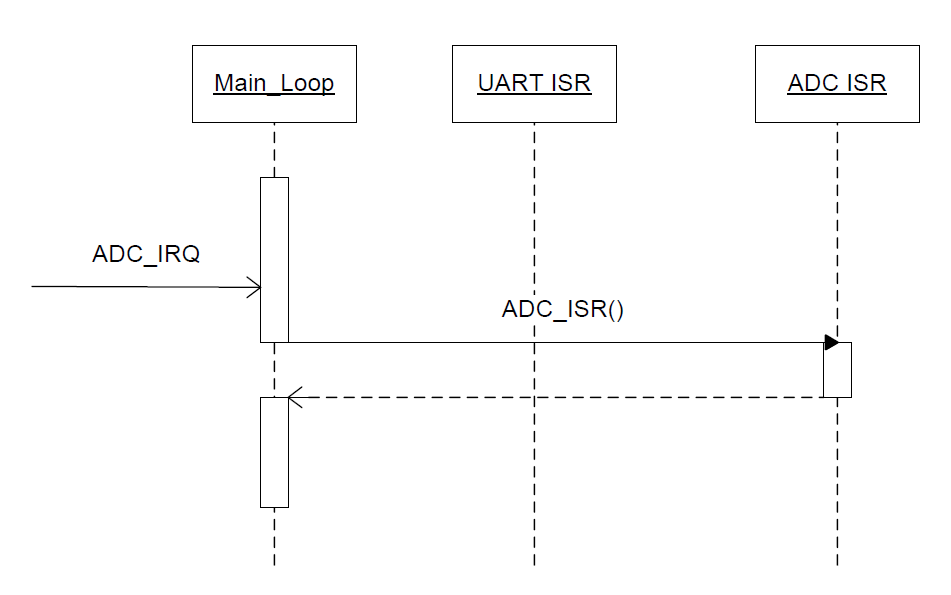 Main_Loop
UART ISR
ADC ISR
ADC_IRQ
ADC_ISR()